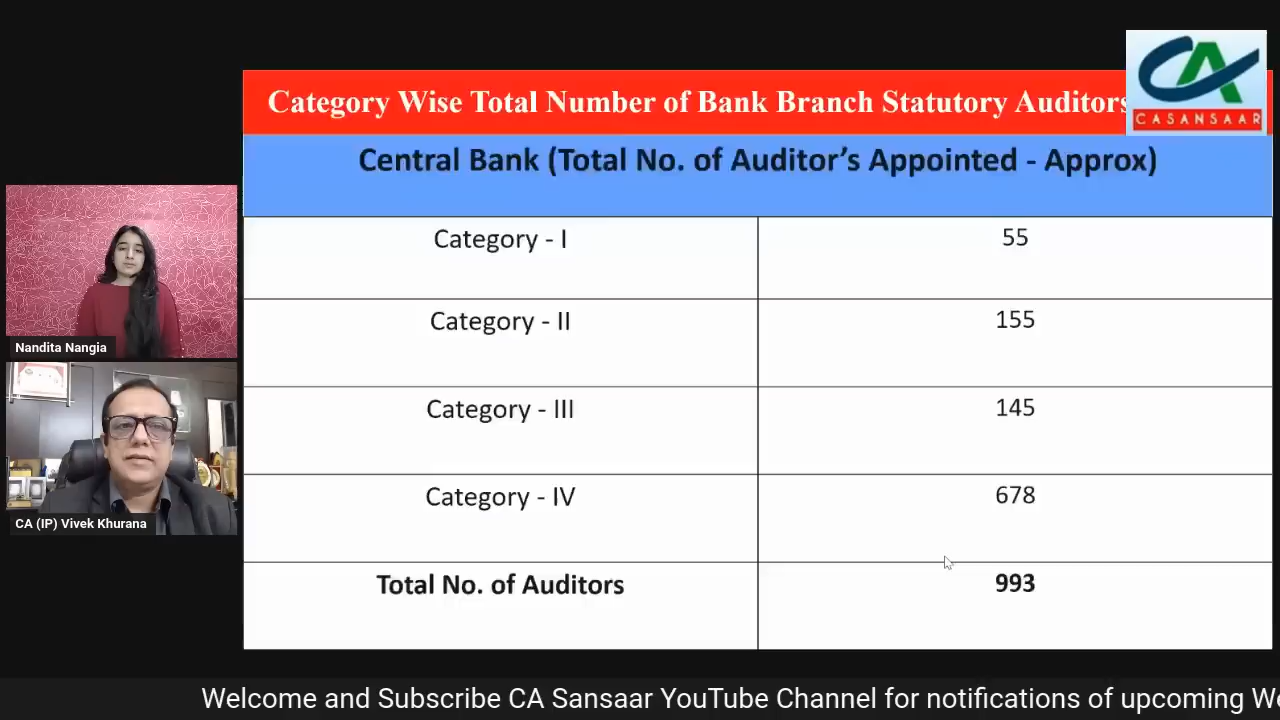 Category Wise Total Number of Bank Branch Statutory Auditors
CASANSAAR
Central Bank (Total No. of Auditor’s Appointed - Approx)
Category - I 55
Category - II 155
Category - III 145
Category - IV 678
Total No. of Auditors 993
Nandita Nangia
CA (IP) Vivek Khurana
Welcome and Subscribe CA Sansaar YouTube Channel for notifications of upcoming